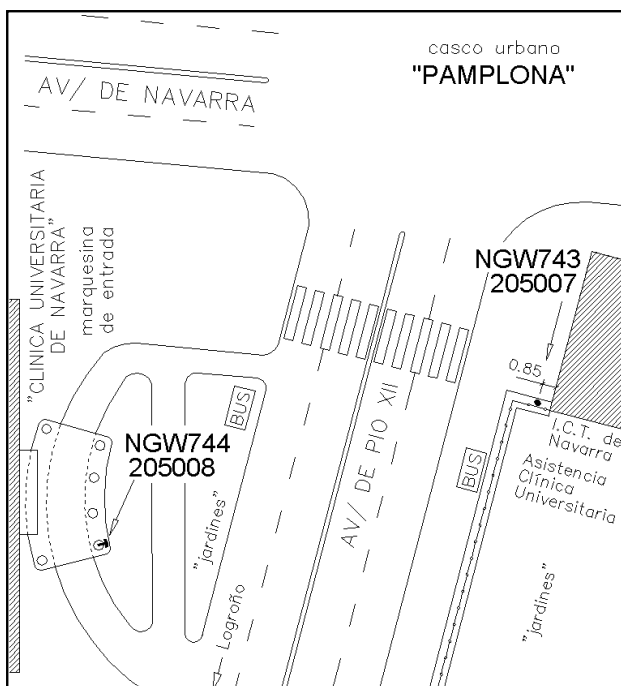 casco urbano
"PAMPLONA"
AV/ DE NAVARRA
"CLINICA UNIVERSITARIA
DE NAVARRA"
marquesina
de entrada
NGW743
205007
0.85
I.C.T. de
Navarra
Asistencia
Clínica
Universitaria
BUS
BUS
AV/ DE PIO XII
NGW744
205008
"jardines"
"jardines"
Logroño